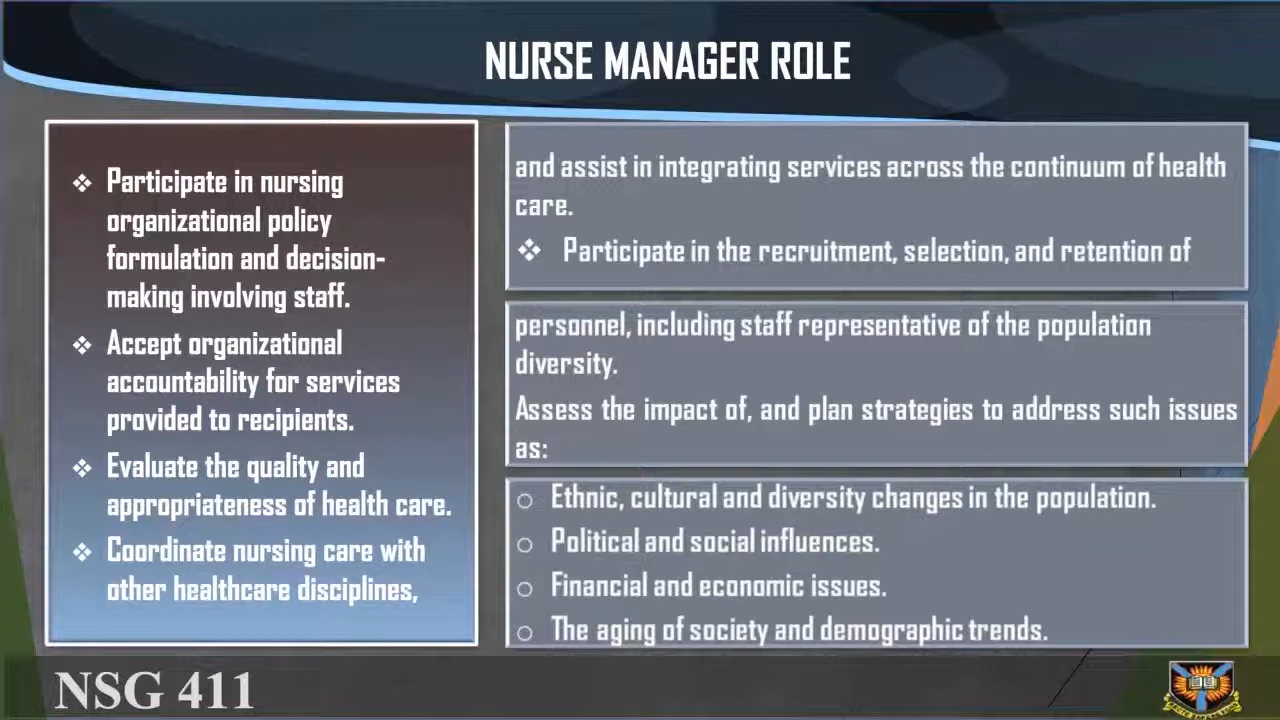 NURSE MANAGER ROLE
❖ Participate in nursing
organizational policy
formulation and decision-
making involving staff.
❖ Accept organizational
accountability for services
provided to recipients.
❖ Evaluate the quality and
appropriateness of health care.
❖ Coordinate nursing care with
other healthcare disciplines,
and assist in integrating services across the continuum of health
care.
❖ Participate in the recruitment, selection, and retention of
personnel, including staff representative of the population
diversity.
Assess the impact of, and plan strategies to address such issues
as:
○ Ethnic, cultural and diversity changes in the population.
○ Political and social influences.
○ Financial and economic issues.
○ The aging of society and demographic trends.
NSG 411